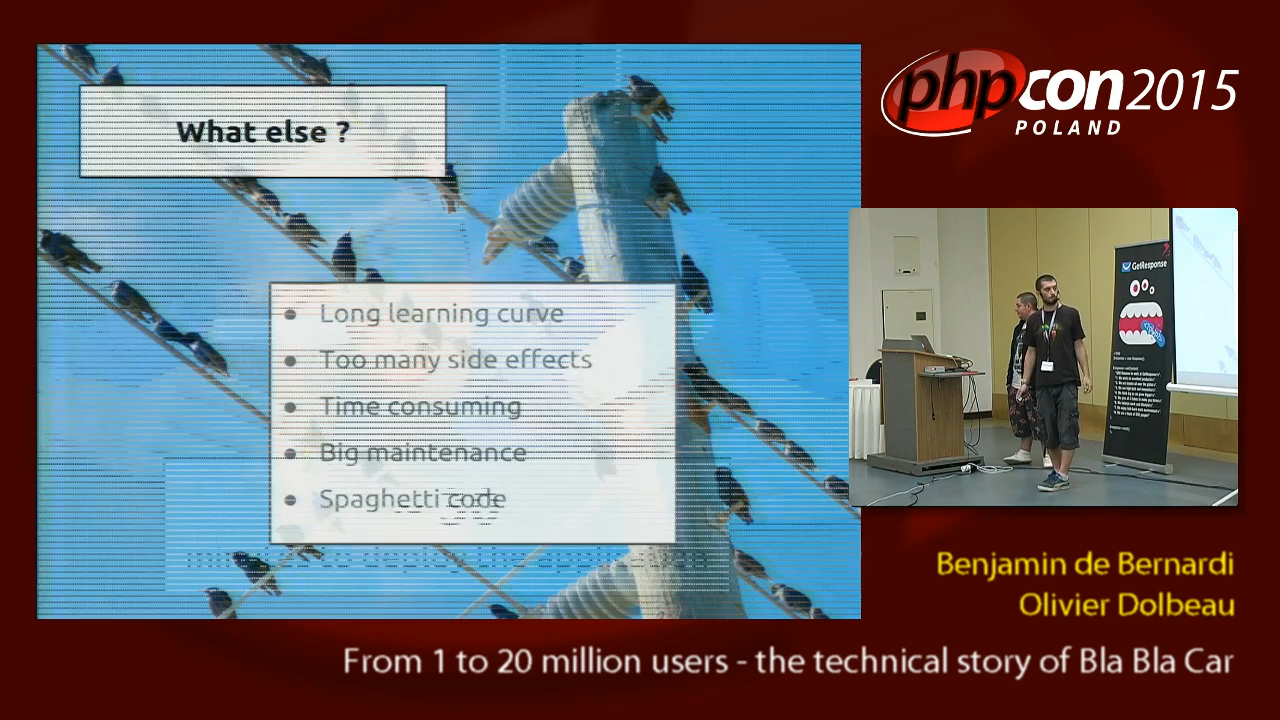 What else ?
Long learning curve
Too many side effects
Time consuming
Big maintenance
Spaghetti code
phpcon2015
POLAND
GetResponse
Benjamin de Bernardi
Olivier Dolbeau
From 1 to 20 million users - the technical story of Bla Bla Car